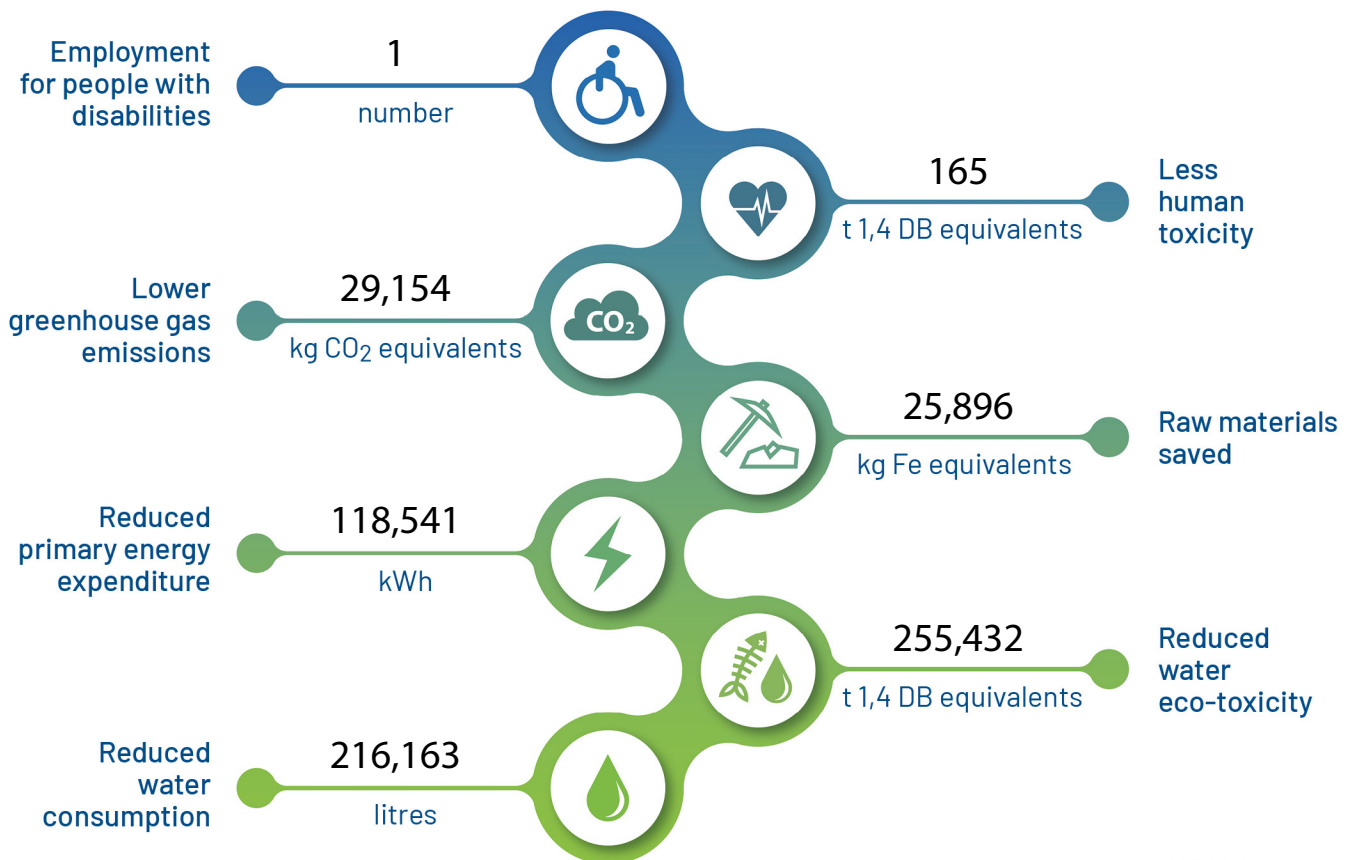 Employment
for people with
disabilities
1
number
165
t 1,4 DB equivalents
Less
human
toxicity
Lower
greenhouse gas
emissions
29,154
kg CO₂ equivalents
CO₂
25,896
kg Fe equivalents
Raw materials
saved
Reduced
primary energy
expenditure
118,541
kWh
255,432
t 1,4 DB equivalents
Reduced
water
eco-toxicity
Reduced
water
consumption
216,163
litres